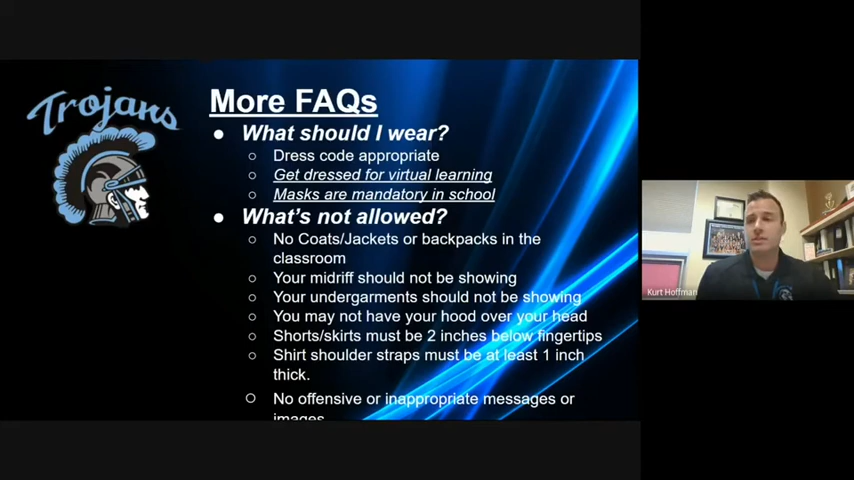 Trojans
More FAQs
What should I wear?
Dress code appropriate
Get dressed for virtual learning
Masks are mandatory in school
What's not allowed?
No Coats/Jackets or backpacks in the
classroom
Your midriff should not be showing
Your undergarments should not be showing
You may not have your hood over your head
Shorts/skirts must be 2 inches below fingertips
Shirt shoulder straps must be at least 1 inch
thick.
No offensive or inappropriate messages or
images
Kurt Hoffman